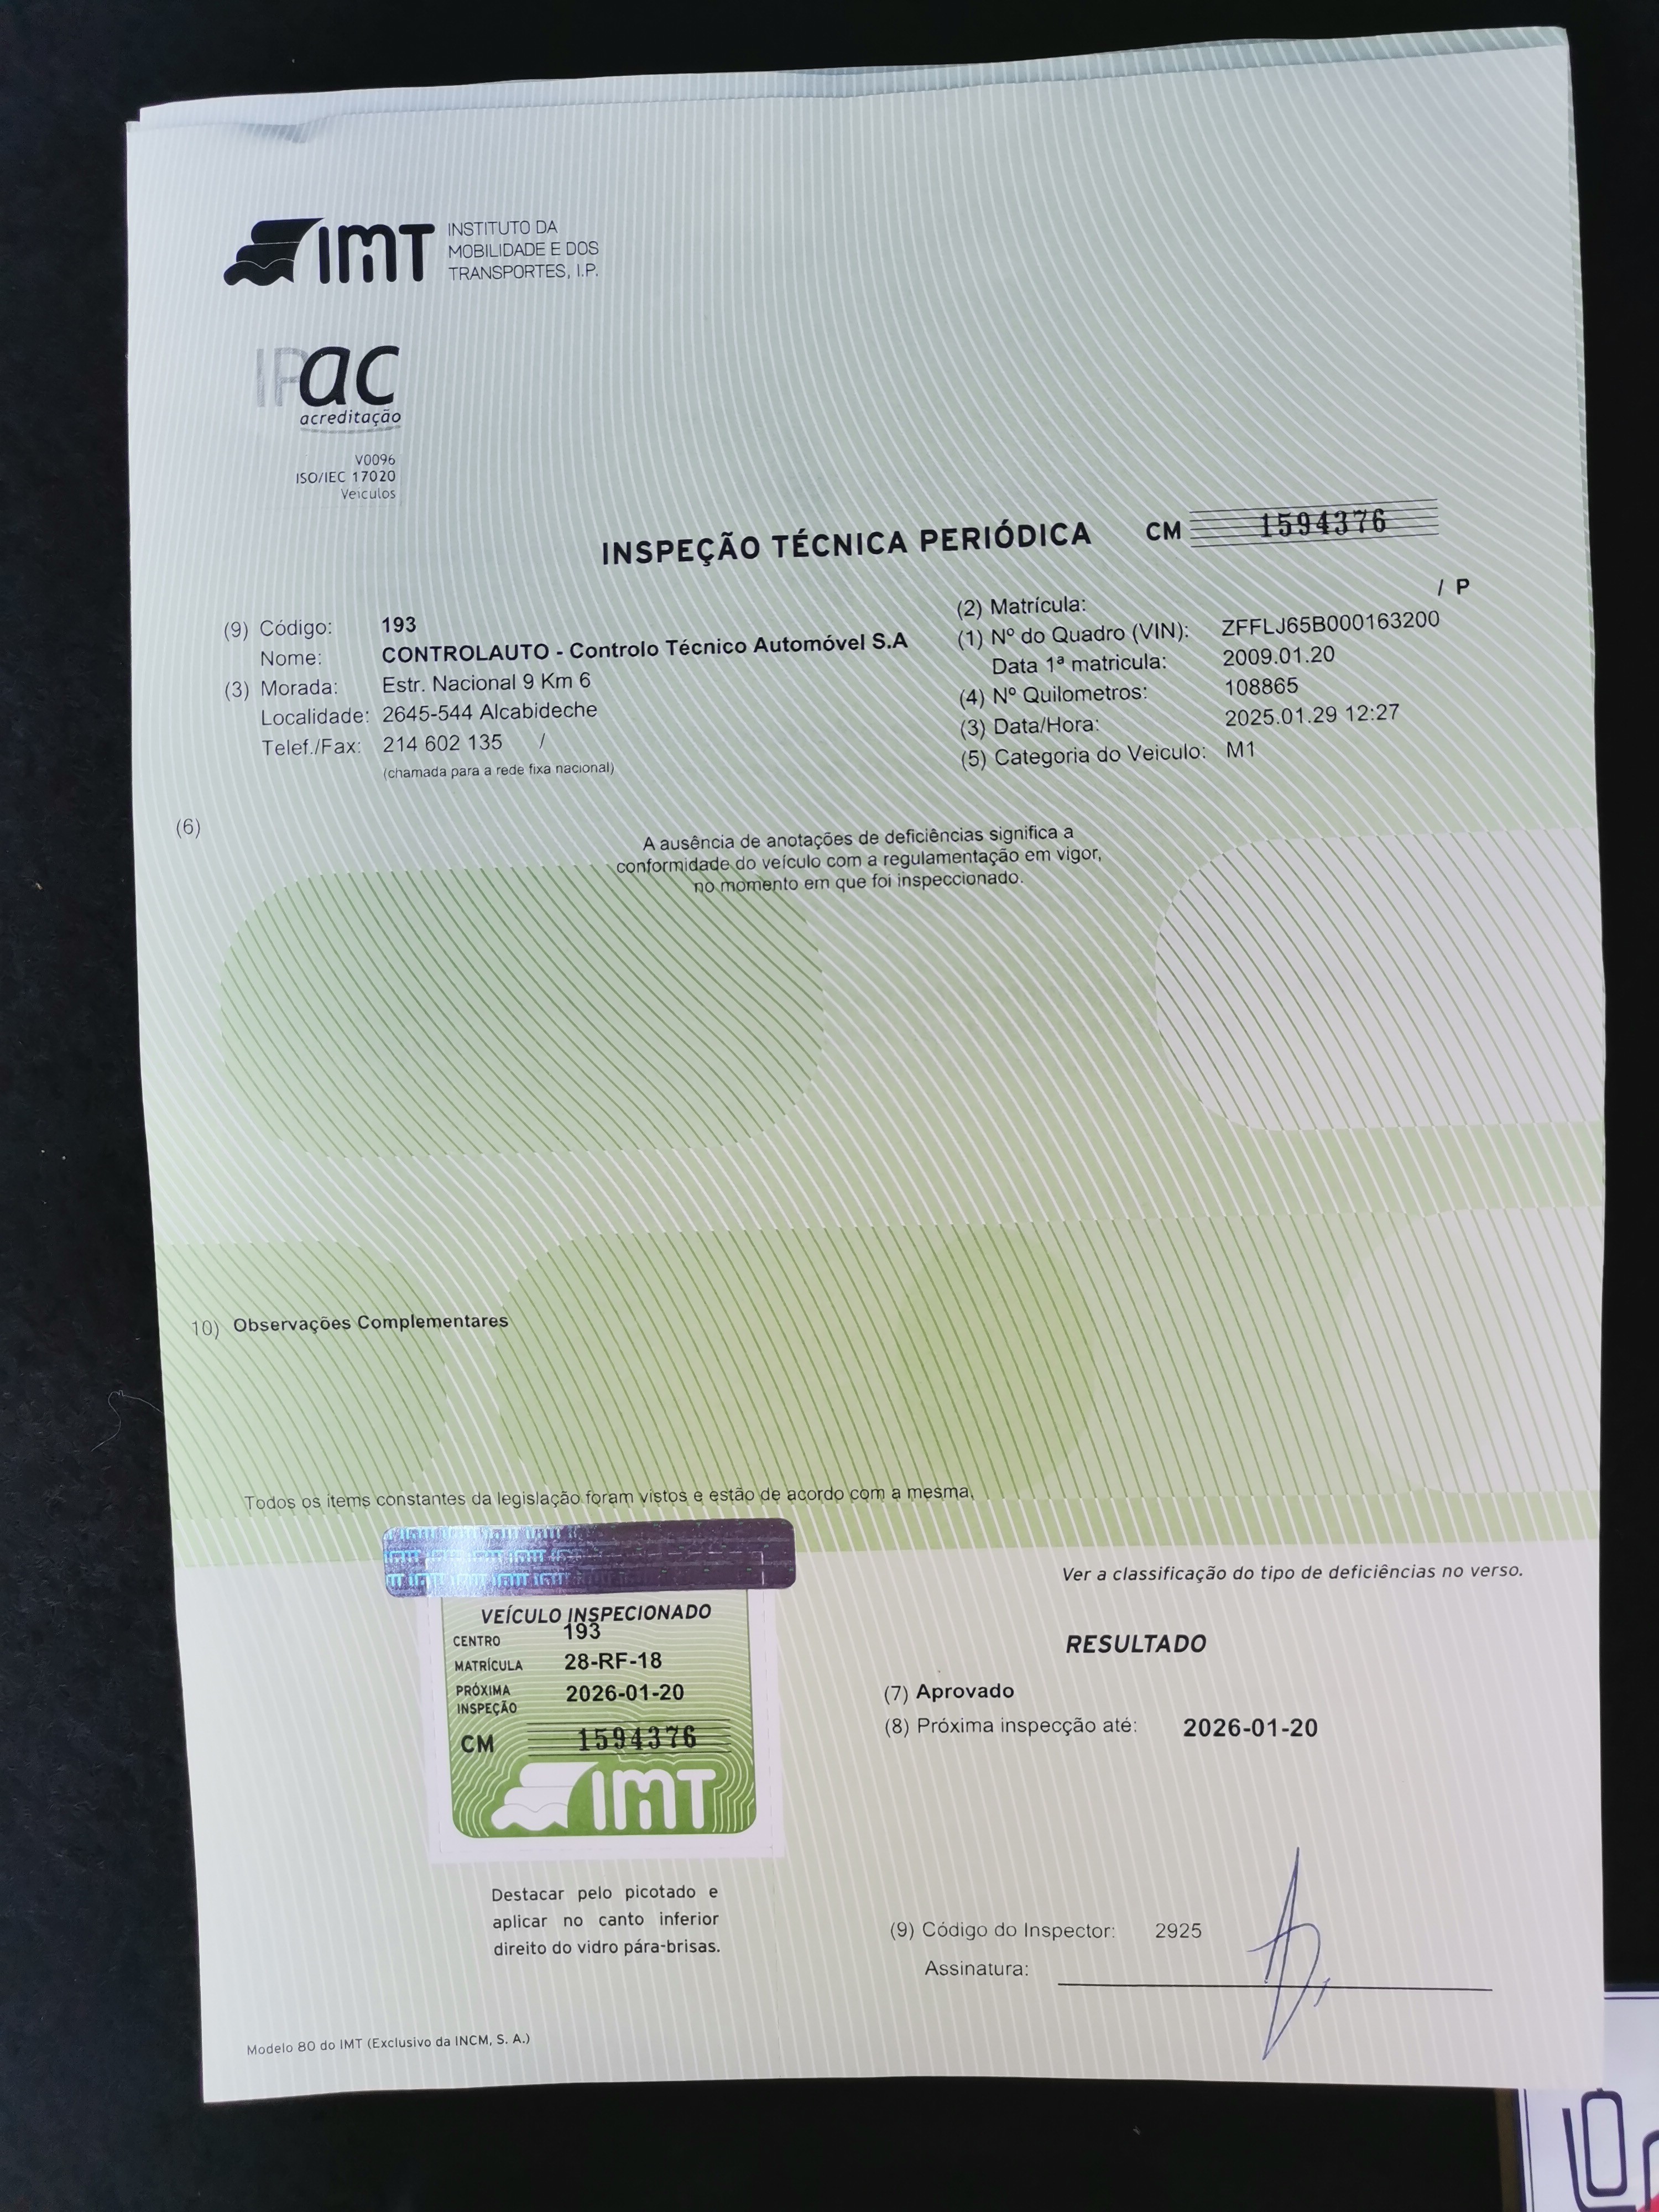 IMT INSTITUTO DA
MOBILIDADE E DOS
TRANSPORTES, I.P.
IPac
acreditação
V0096
ISO/IEC 17020
Veículos
INSPEÇÃO TÉCNICA PERIÓDICA CM 1594376
/ P
(9) Código: 193
Nome: CONTROLAUTO - Controlo Técnico Automóvel S.A
(3) Morada: Estr. Nacional 9 Km 6
Localidade: 2645-544 Alcabideche
Telef./Fax: 214 602 135 /
(chamada para a rede fixa nacional)
(2) Matrícula:
(1) Nº do Quadro (VIN): ZFFLJ65B000163200
Data 1ª matricula: 2009.01.20
(4) Nº Quilometros: 108865
(3) Data/Hora: 2025.01.29 12:27
(5) Categoria do Veiculo: M1
(6)
A ausência de anotações de deficiências significa a
conformidade do veículo com a regulamentação em vigor,
no momento em que foi inspeccionado.
10) Observações Complementares
Todos os items constantes da legislação foram vistos e estão de acordo com a mesma.
VEÍCULO INSPECIONADO
CENTRO 193
MATRÍCULA 28-RF-18
PRÓXIMA
INSPEÇÃO 2026-01-20
CM 1594376
IMT
Destacar pelo picotado e
aplicar no canto inferior
direito do vidro pára-brisas.
Ver a classificação do tipo de deficiências no verso.
RESULTADO
(7) Aprovado
(8) Próxima inspecção até: 2026-01-20
(9) Código do Inspector: 2925
Assinatura:
Modelo 80 do IMT (Exclusivo da INCM, S. A.)